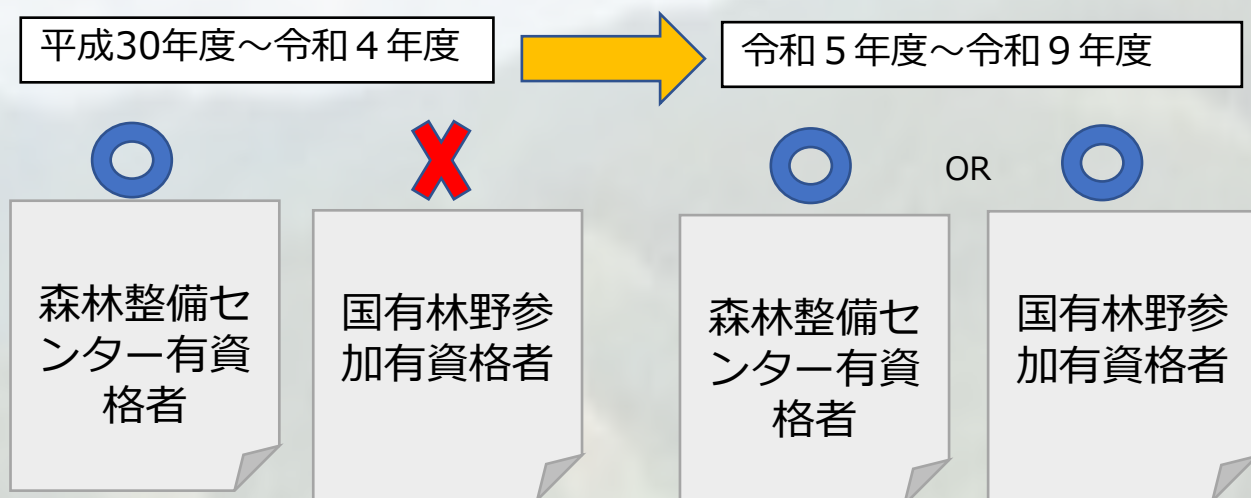 平成30年度～令和４年度
令和５年度～令和９年度
OR
森林整備セ
ンター有資
格者
国有林野参
加有資格者
森林整備セ
ンター有資
格者
国有林野参
加有資格者